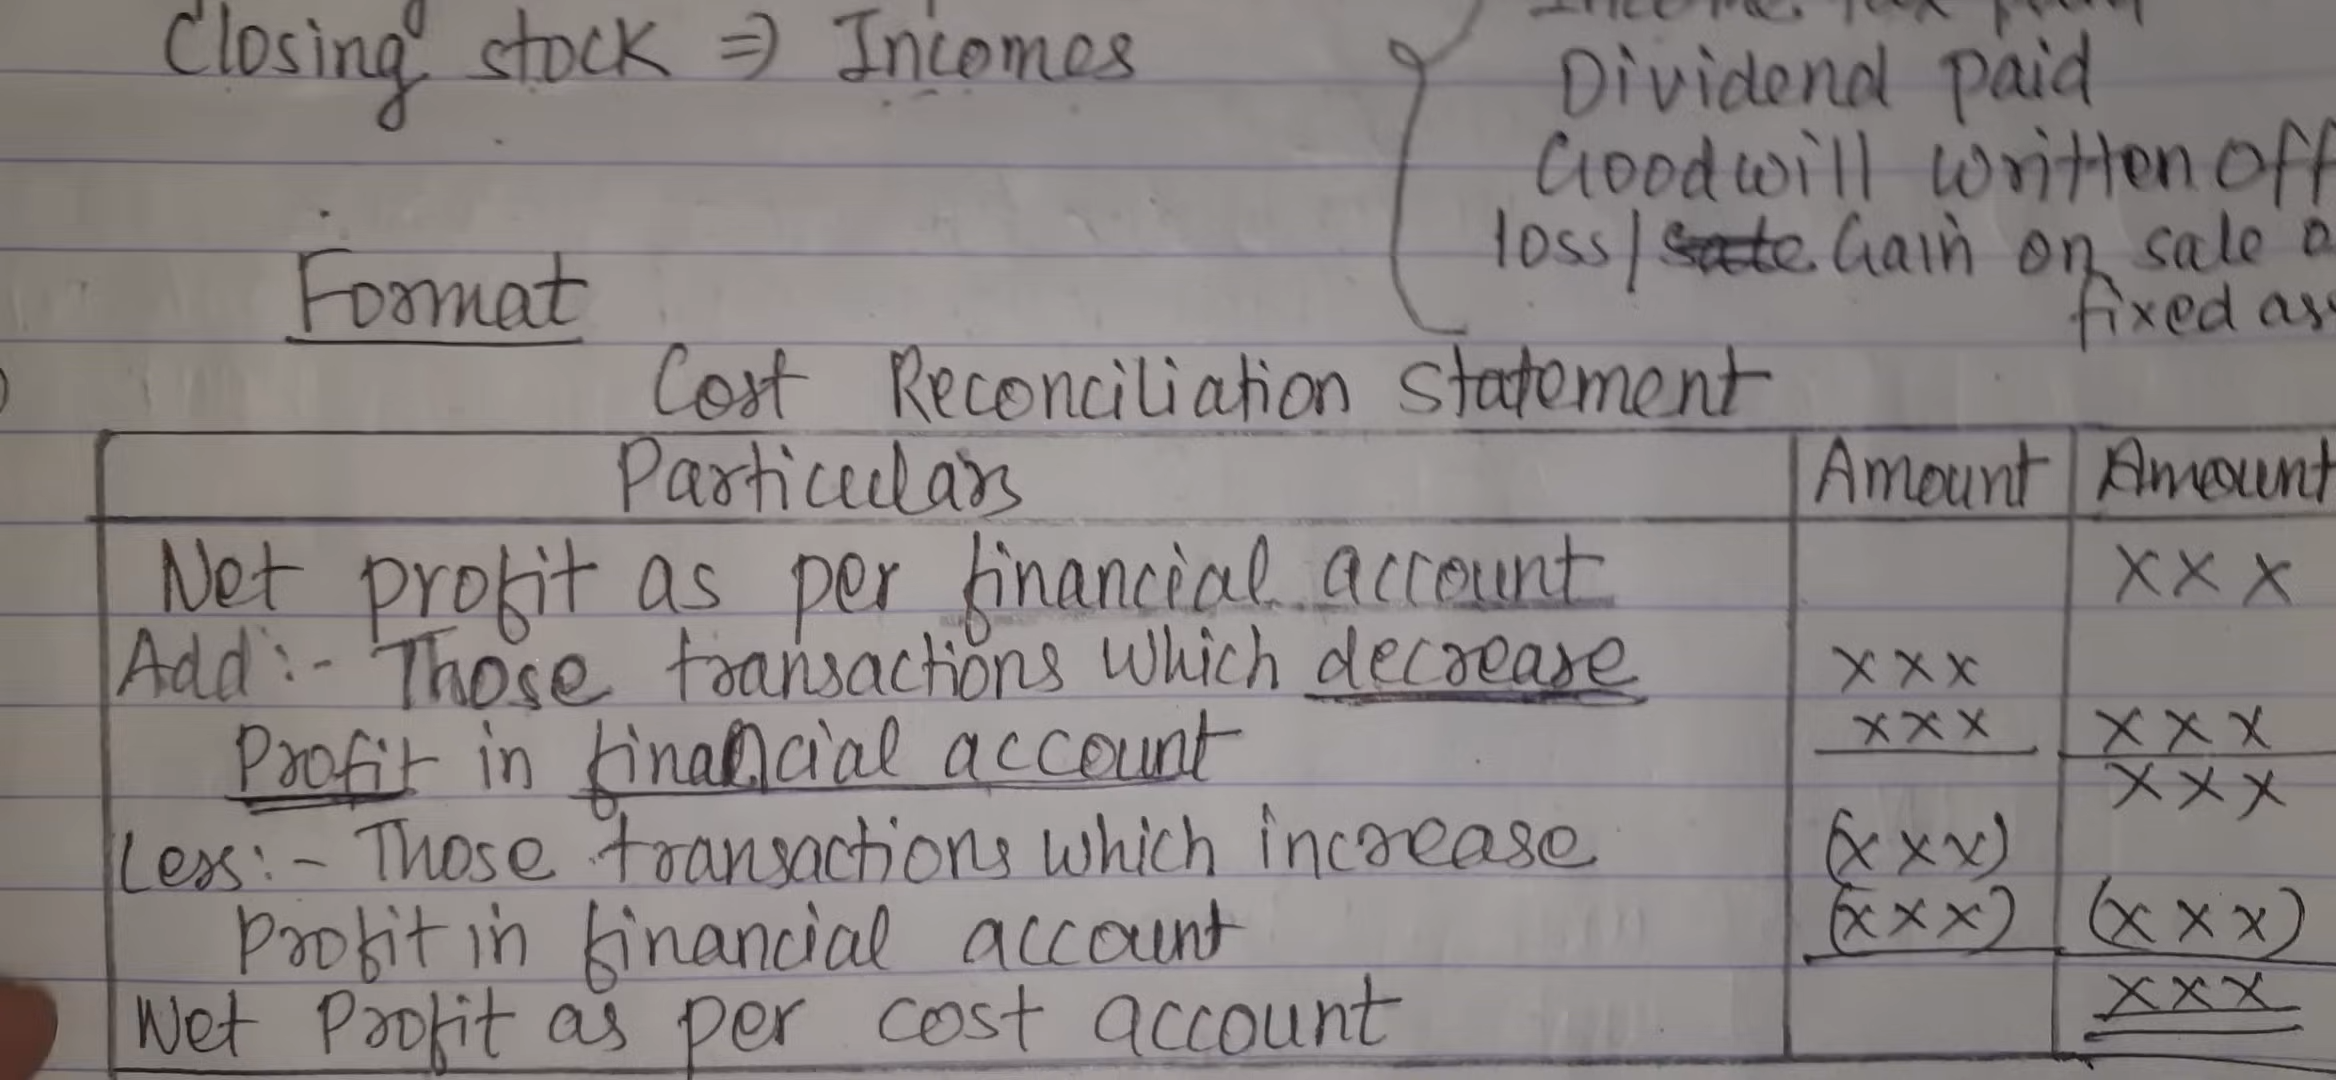 Closing stock ⇒ Incomes
Dividend paid
Goodwill written off
loss/ Gain on sale
fixed
Format
Cost Reconciliation Statement
Particulars Amount Amount
Net profit as per financial account XXX
Add:- Those transactions which decrease XXX
Profit in financial account XXX XXX
XXX
Less:- Those transactions which increase (XXX)
Profit in financial account (XXX) (XXX)
Net Profit as per cost account XXX